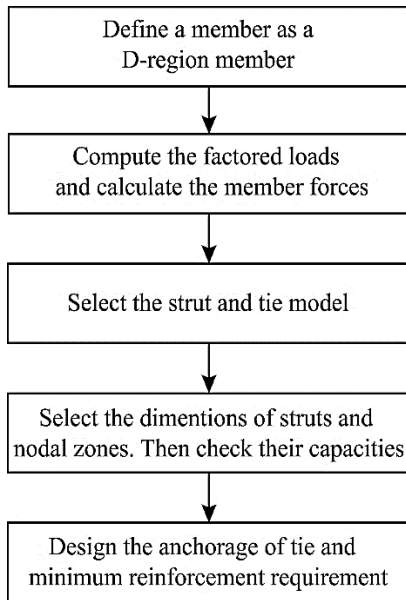 Define a member as a
D-region member
Compute the factored loads
and calculate the member forces
Select the strut and tie model
Select the dimentions of struts and
nodal zones. Then check their capacities
Design the anchorage of tie and
minimum reinforcement requirement